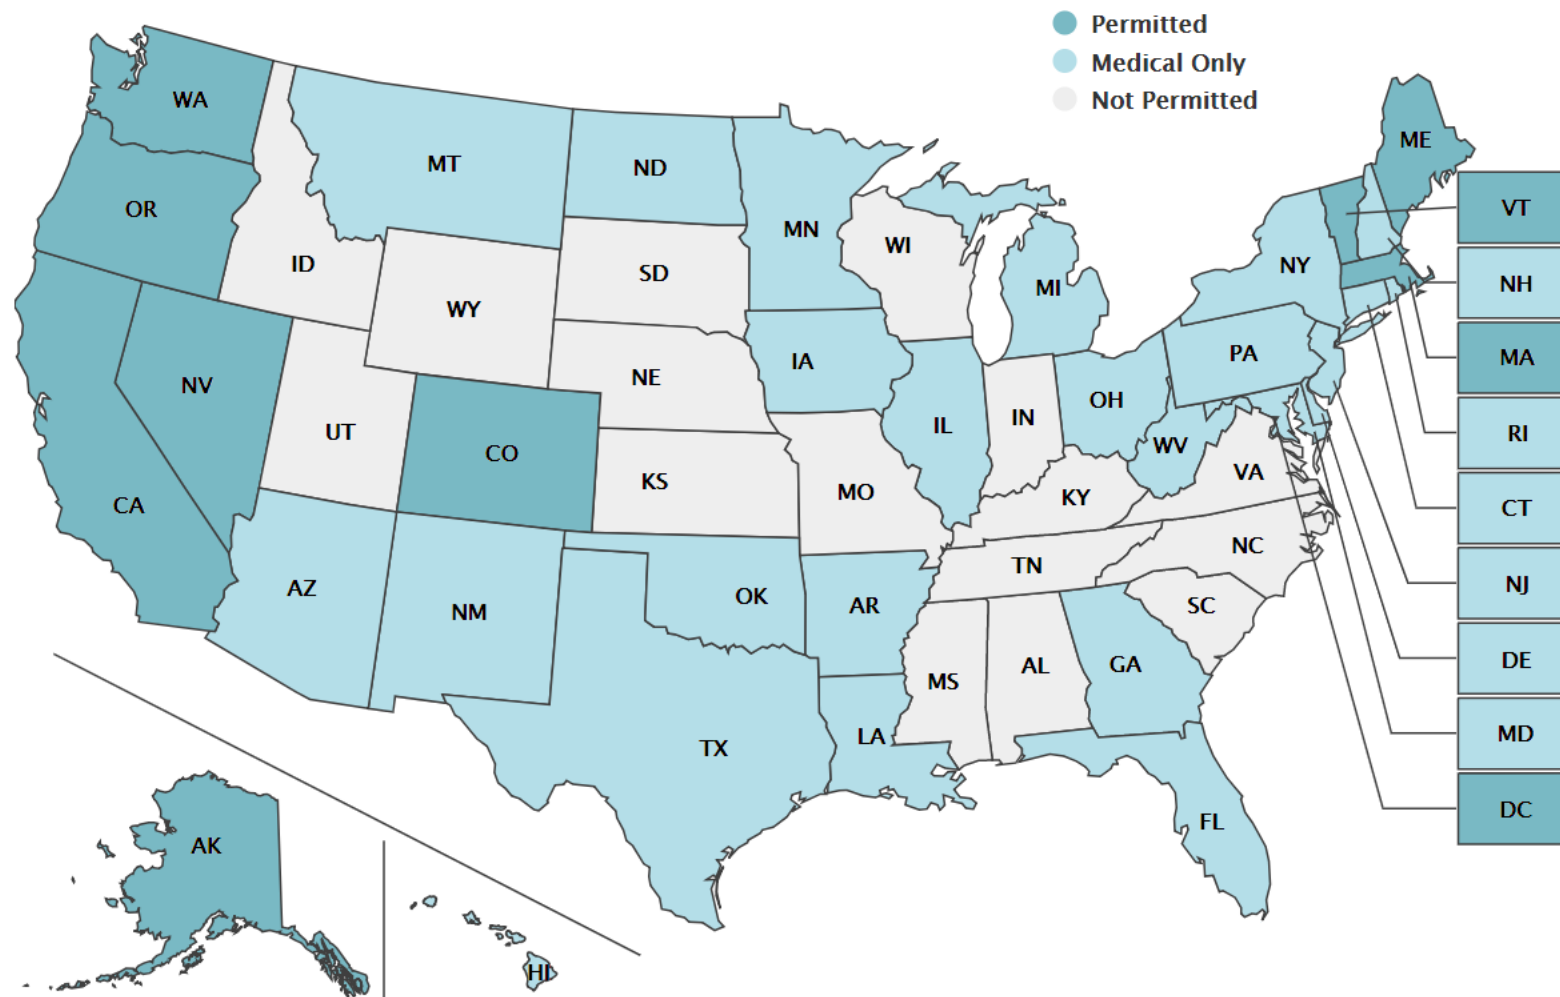 Permitted
Medical Only
Not Permitted
WA
MT
ND
ME
OR
MN
VT
ID
SD
WI
NY
NH
WY
MI
MA
NV
NE
IA
PA
UT
CO
IL
IN
OH
RI
CA
KS
MO
KY
WV
VA
CT
AZ
NM
OK
AR
TN
NC
NJ
SC
MS
AL
GA
DE
TX
LA
MD
AK
FL
DC
HI